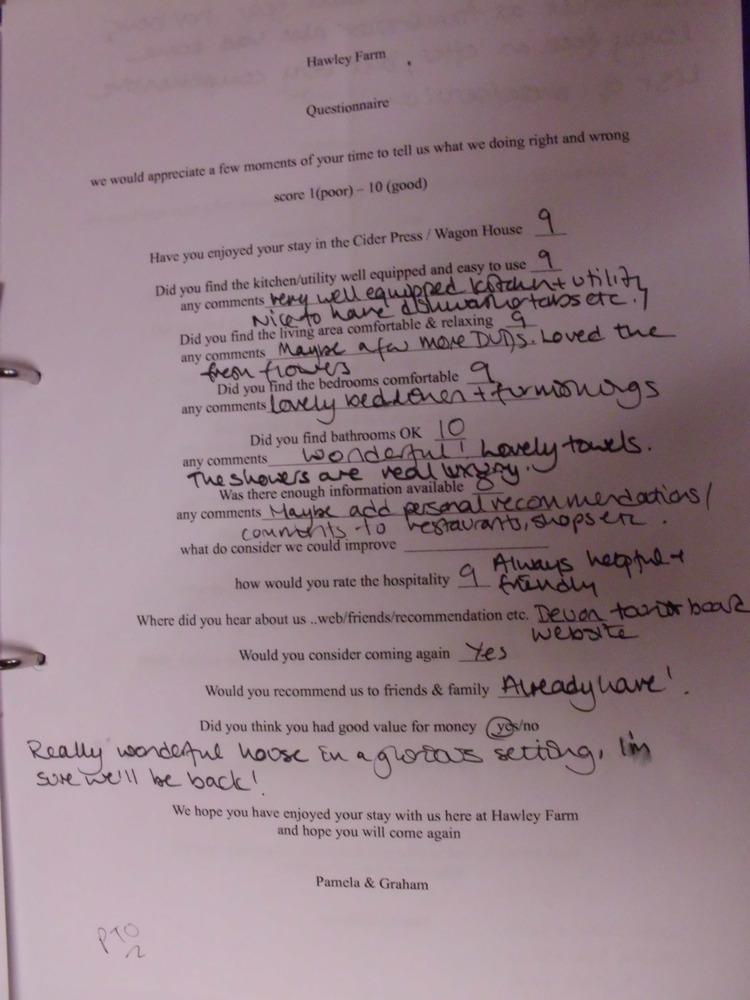 Hawley Farm
Questionnaire
we would appreciate a few moments of your time to tell us what we doing right and wrong
score 1(poor) – 10 (good)
Have you enjoyed your stay in the Cider Press / Wagon House 9
Did you find the kitchen/utility well equipped and easy to use 9
any comments very well equipped kitchen + utility
Nice to have dishwasher tabs etc.
Did you find the living area comfortable & relaxing 9
any comments Maybe a few more DVDs. Loved the
fresh flowers
Did you find the bedrooms comfortable 9
any comments Lovely bedlinen + furnishings
Did you find bathrooms OK 10
any comments Wonderful! Lovely towels.
The showers are real luxury.
Was there enough information available 8
any comments Maybe add personal recommendations/
comments to restaurants, shops etc.
what do consider we could improve
how would you rate the hospitality 9 Always helpful +
friendly
Where did you hear about us ..web/friends/recommendation etc. Devon tourist board
website
Would you consider coming again Yes
Would you recommend us to friends & family Already have!
Did you think you had good value for money yes/no
Really wonderful house in a glorious setting, I'm
sure we'll be back!
We hope you have enjoyed your stay with us here at Hawley Farm
and hope you will come again
Pamela & Graham
PTO